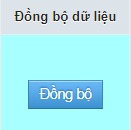 Đồng bộ dữ liệu
Đồng bộ